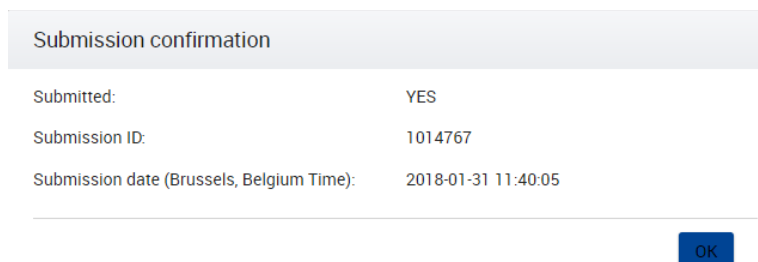 Submission confirmation
Submitted: YES
Submission ID: 1014767
Submission date (Brussels, Belgium Time): 2018-01-31 11:40:05
OK